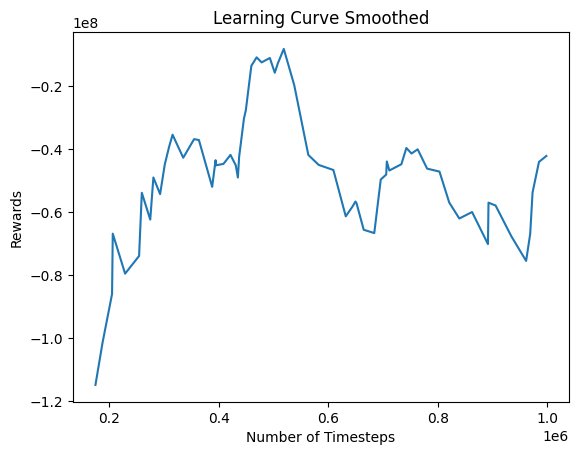 Learning Curve Smoothed
1e8
−0.2
−0.4
−0.6
−0.8
−1.0
−1.2
Rewards
0.2 0.4 0.6 0.8 1.0
1e6
Number of Timesteps